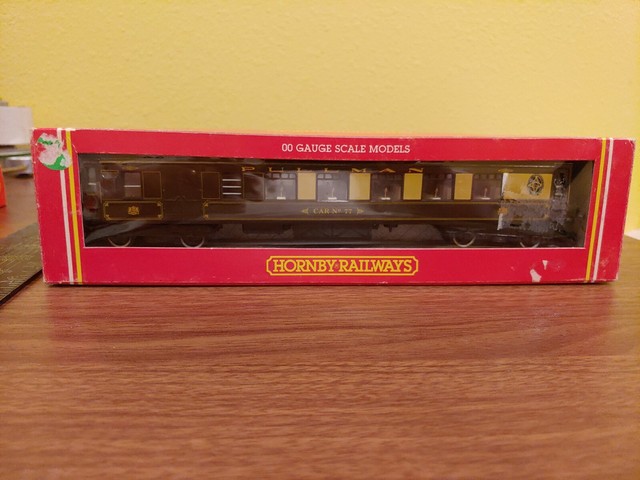 00 GAUGE SCALE MODELS
PULLMAN
CAR Nº 77
HORNBY RAILWAYS